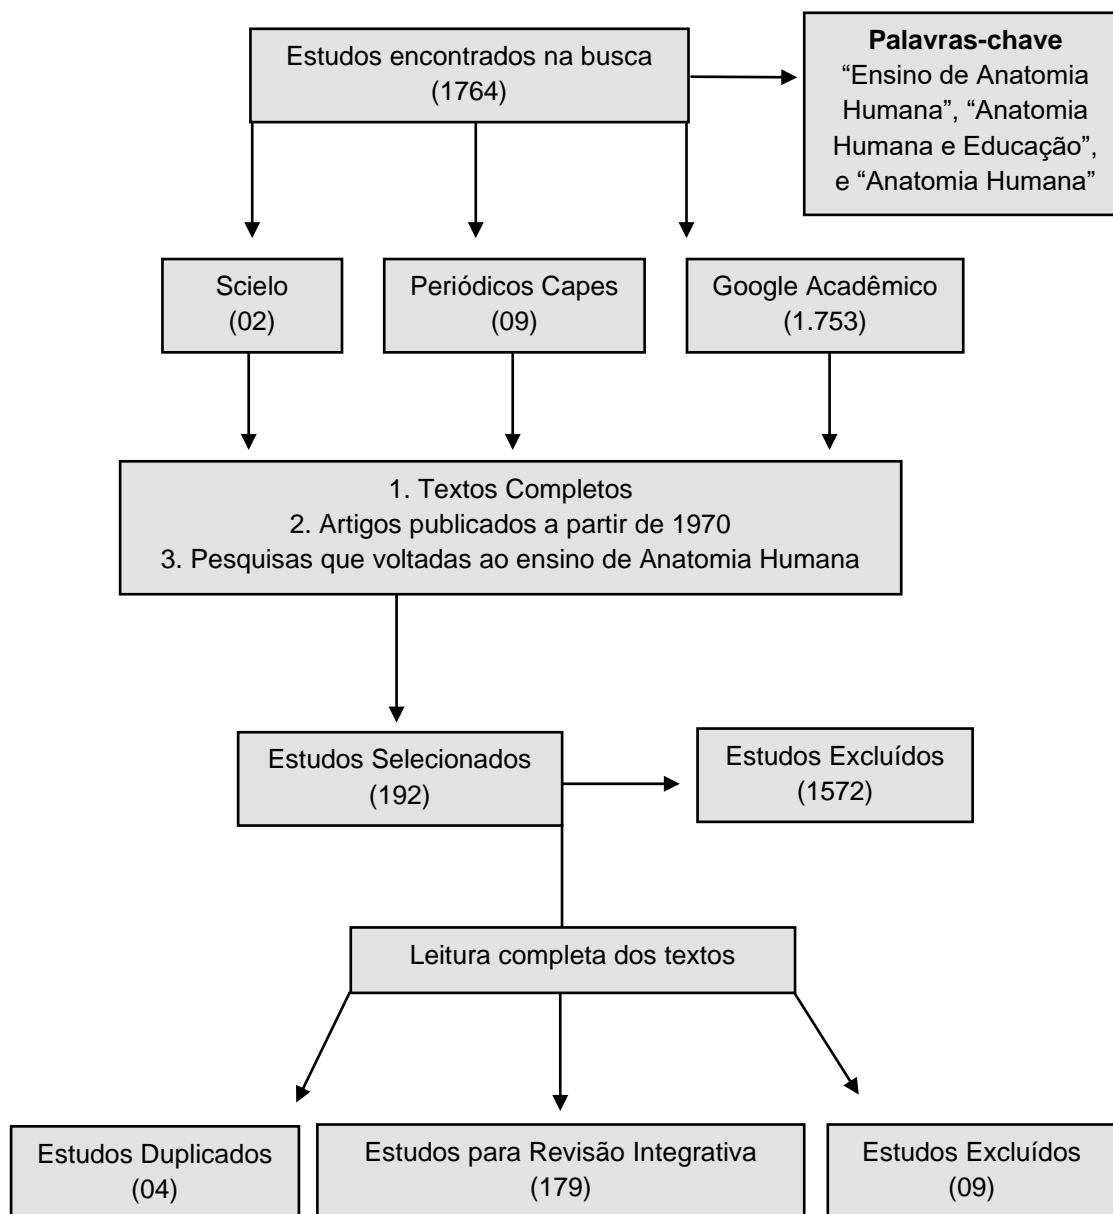 Estudos encontrados na busca
(1764)
Palavras-chave
“Ensino de Anatomia
Humana”, “Anatomia
Humana e Educação”,
e “Anatomia Humana”
Scielo
(02)
Periódicos Capes
(09)
Google Acadêmico
(1.753)
1. Textos Completos
2. Artigos publicados a partir de 1970
3. Pesquisas que voltadas ao ensino de Anatomia Humana
Estudos Selecionados
(192)
Estudos Excluídos
(1572)
Leitura completa dos textos
Estudos Duplicados
(04)
Estudos para Revisão Integrativa
(179)
Estudos Excluídos
(09)